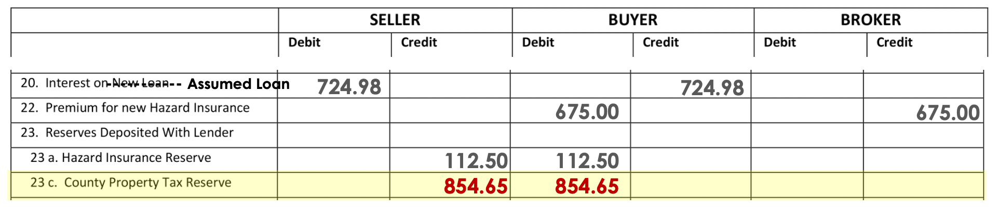 SELLER BUYER BROKER
Debit Credit Debit Credit Debit Credit
20. Interest on New Loan Assumed Loan 724.98 724.98
22. Premium for new Hazard Insurance 675.00 675.00
23. Reserves Deposited With Lender
23 a. Hazard Insurance Reserve 112.50 112.50
23 c. County Property Tax Reserve 854.65 854.65